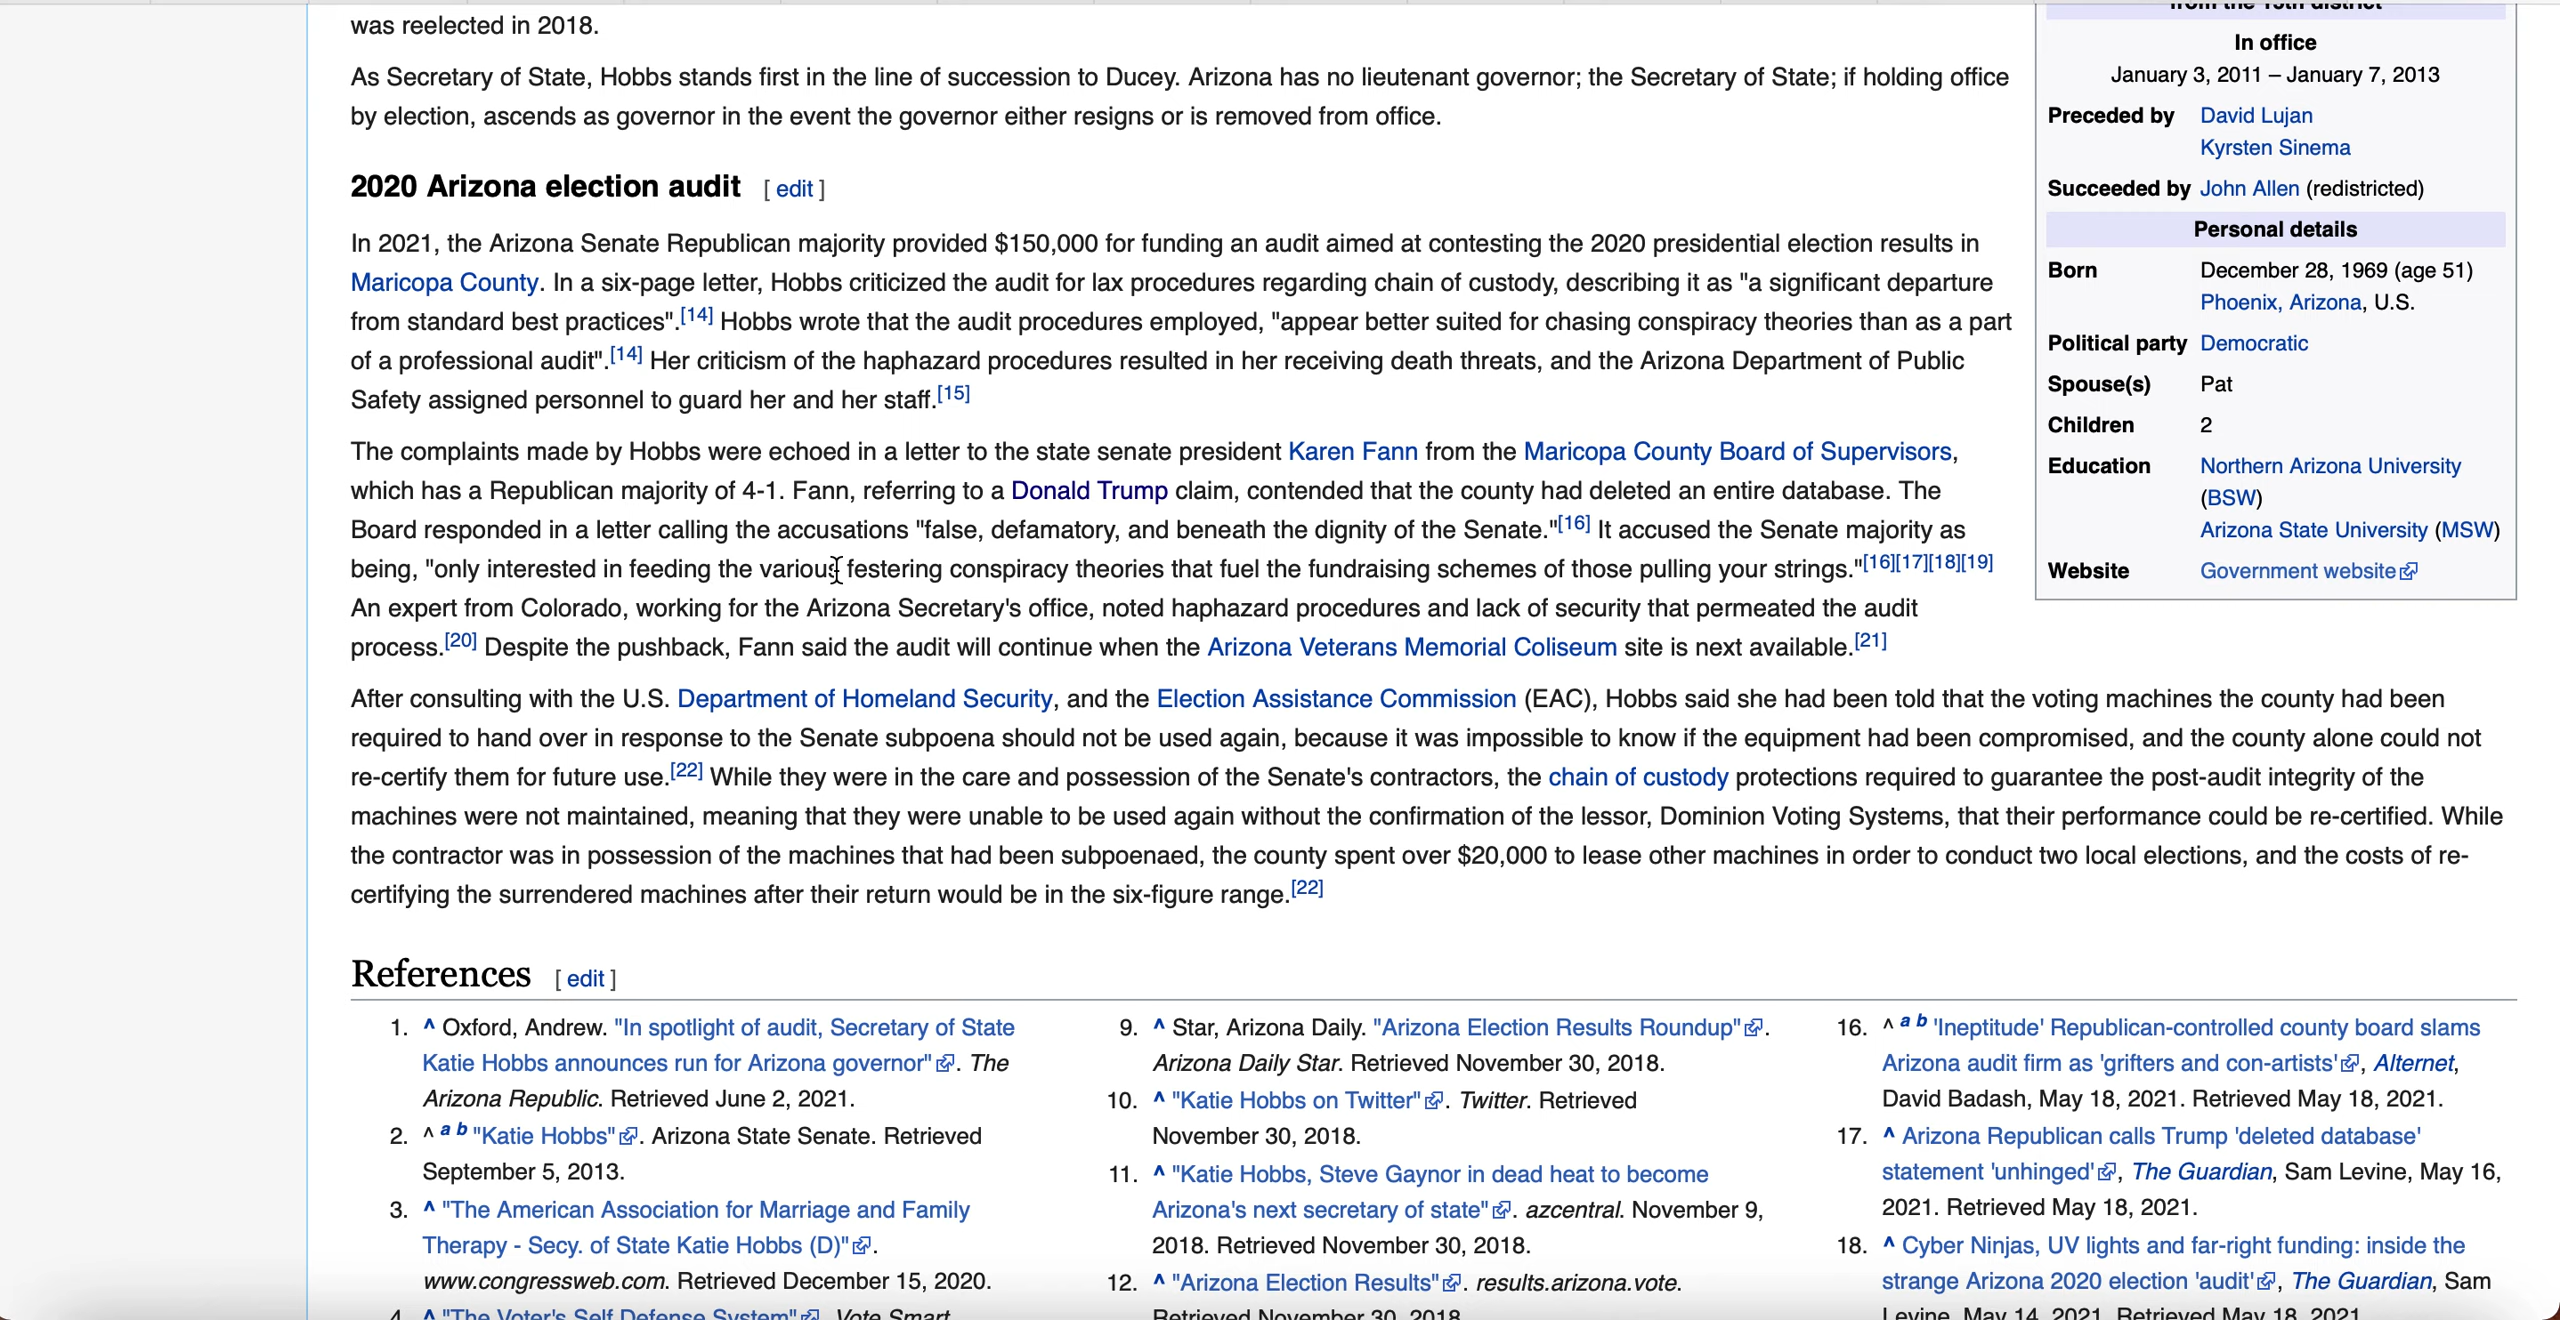 was reelected in 2018.
As Secretary of State, Hobbs stands first in the line of succession to Ducey. Arizona has no lieutenant governor; the Secretary of State; if holding office
by election, ascends as governor in the event the governor either resigns or is removed from office.
2020 Arizona election audit [ edit ]
In 2021, the Arizona Senate Republican majority provided $150,000 for funding an audit aimed at contesting the 2020 presidential election results in
Maricopa County. In a six-page letter, Hobbs criticized the audit for lax procedures regarding chain of custody, describing it as "a significant departure
from standard best practices".[14] Hobbs wrote that the audit procedures employed, "appear better suited for chasing conspiracy theories than as a part
of a professional audit".[14] Her criticism of the haphazard procedures resulted in her receiving death threats, and the Arizona Department of Public
Safety assigned personnel to guard her and her staff.[15]
The complaints made by Hobbs were echoed in a letter to the state senate president Karen Fann from the Maricopa County Board of Supervisors,
which has a Republican majority of 4-1. Fann, referring to a Donald Trump claim, contended that the county had deleted an entire database. The
Board responded in a letter calling the accusations "false, defamatory, and beneath the dignity of the Senate."[16] It accused the Senate majority as
being, "only interested in feeding the various festering conspiracy theories that fuel the fundraising schemes of those pulling your strings."[16][17][18][19]
An expert from Colorado, working for the Arizona Secretary's office, noted haphazard procedures and lack of security that permeated the audit
process.[20] Despite the pushback, Fann said the audit will continue when the Arizona Veterans Memorial Coliseum site is next available.[21]
After consulting with the U.S. Department of Homeland Security, and the Election Assistance Commission (EAC), Hobbs said she had been told that the voting machines the county had been
required to hand over in response to the Senate subpoena should not be used again, because it was impossible to know if the equipment had been compromised, and the county alone could not
re-certify them for future use.[22] While they were in the care and possession of the Senate's contractors, the chain of custody protections required to guarantee the post-audit integrity of the
machines were not maintained, meaning that they were unable to be used again without the confirmation of the lessor, Dominion Voting Systems, that their performance could be re-certified. While
the contractor was in possession of the machines that had been subpoenaed, the county spent over $20,000 to lease other machines in order to conduct two local elections, and the costs of re-
certifying the surrendered machines after their return would be in the six-figure range.[22]
from the 15th district
In office
January 3, 2011 – January 7, 2013
Preceded by David Lujan
Kyrsten Sinema
Succeeded by John Allen (redistricted)
Personal details
Born December 28, 1969 (age 51)
Phoenix, Arizona, U.S.
Political party Democratic
Spouse(s) Pat
Children 2
Education Northern Arizona University
(BSW)
Arizona State University (MSW)
Website Government website
References [ edit ]
1. ^ Oxford, Andrew. "In spotlight of audit, Secretary of State
Katie Hobbs announces run for Arizona governor". The
Arizona Republic. Retrieved June 2, 2021.
2. ^ a b "Katie Hobbs". Arizona State Senate. Retrieved
September 5, 2013.
3. ^ "The American Association for Marriage and Family
Therapy - Secy. of State Katie Hobbs (D)".
www.congressweb.com. Retrieved December 15, 2020.
4. ^ "The Voter's Self Defense System". Vote Smart
9. ^ Star, Arizona Daily. "Arizona Election Results Roundup".
Arizona Daily Star. Retrieved November 30, 2018.
10. ^ "Katie Hobbs on Twitter". Twitter. Retrieved
November 30, 2018.
11. ^ "Katie Hobbs, Steve Gaynor in dead heat to become
Arizona's next secretary of state". azcentral. November 9,
2018. Retrieved November 30, 2018.
12. ^ "Arizona Election Results". results.arizona.vote.
Retrieved November 30, 2018
16. ^ a b 'Ineptitude' Republican-controlled county board slams
Arizona audit firm as 'grifters and con-artists', Alternet,
David Badash, May 18, 2021. Retrieved May 18, 2021.
17. ^ Arizona Republican calls Trump 'deleted database'
statement 'unhinged', The Guardian, Sam Levine, May 16,
2021. Retrieved May 18, 2021.
18. ^ Cyber Ninjas, UV lights and far-right funding: inside the
strange Arizona 2020 election 'audit', The Guardian, Sam
Levine, May 14, 2021. Retrieved May 18, 2021